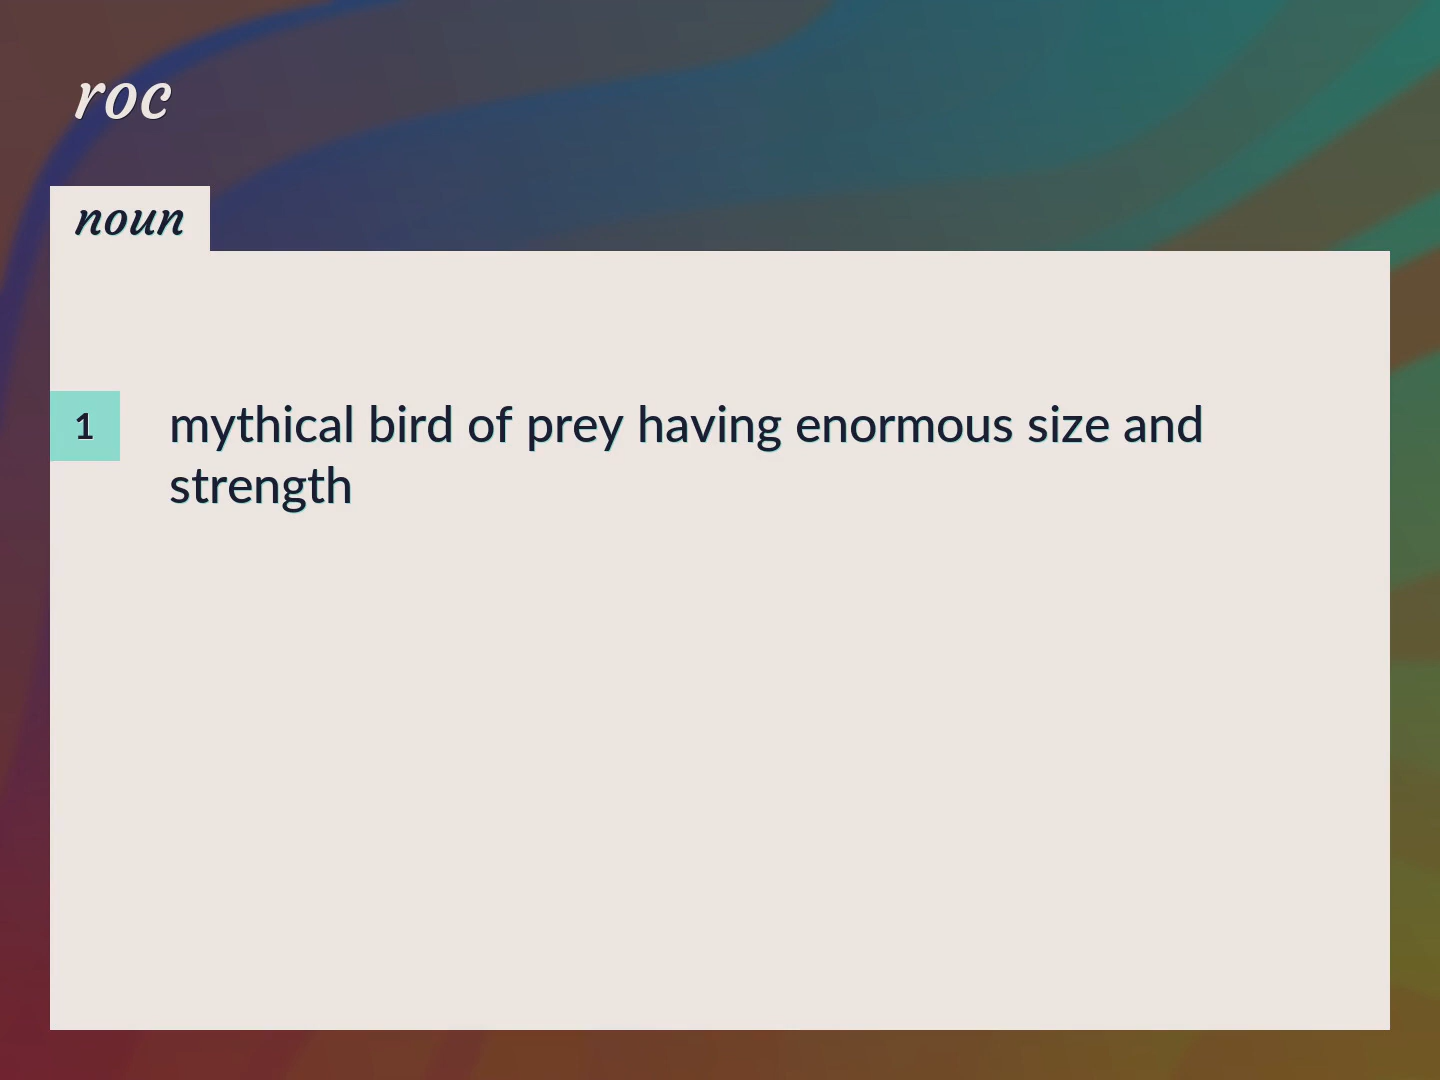 roc
noun
1 mythical bird of prey having enormous size and
strength